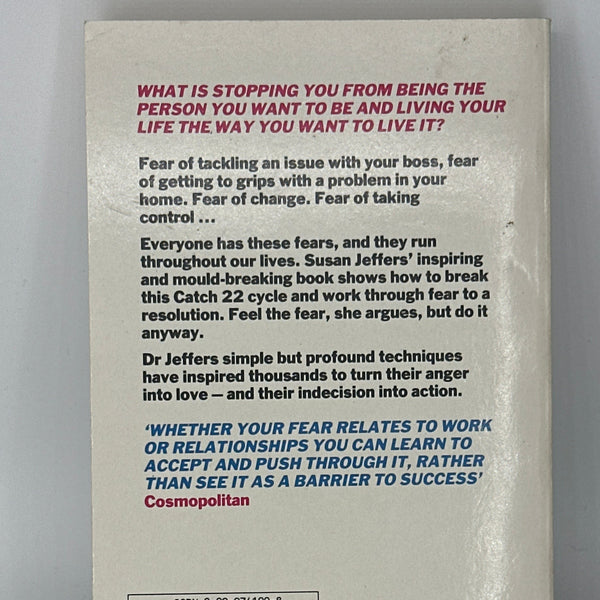 WHAT IS STOPPING YOU FROM BEING THE
PERSON YOU WANT TO BE AND LIVING YOUR
LIFE THE WAY YOU WANT TO LIVE IT?
Fear of tackling an issue with your boss, fear
of getting to grips with a problem in your
home. Fear of change. Fear of taking
control ...
Everyone has these fears, and they run
throughout our lives. Susan Jeffers' inspiring
and mould-breaking book shows how to break
this Catch 22 cycle and work through fear to a
resolution. Feel the fear, she argues, but do it
anyway.
Dr Jeffers simple but profound techniques
have inspired thousands to turn their anger
into love — and their indecision into action.
'WHETHER YOUR FEAR RELATES TO WORK
OR RELATIONSHIPS YOU CAN LEARN TO
ACCEPT AND PUSH THROUGH IT, RATHER
THAN SEE IT AS A BARRIER TO SUCCESS'
Cosmopolitan